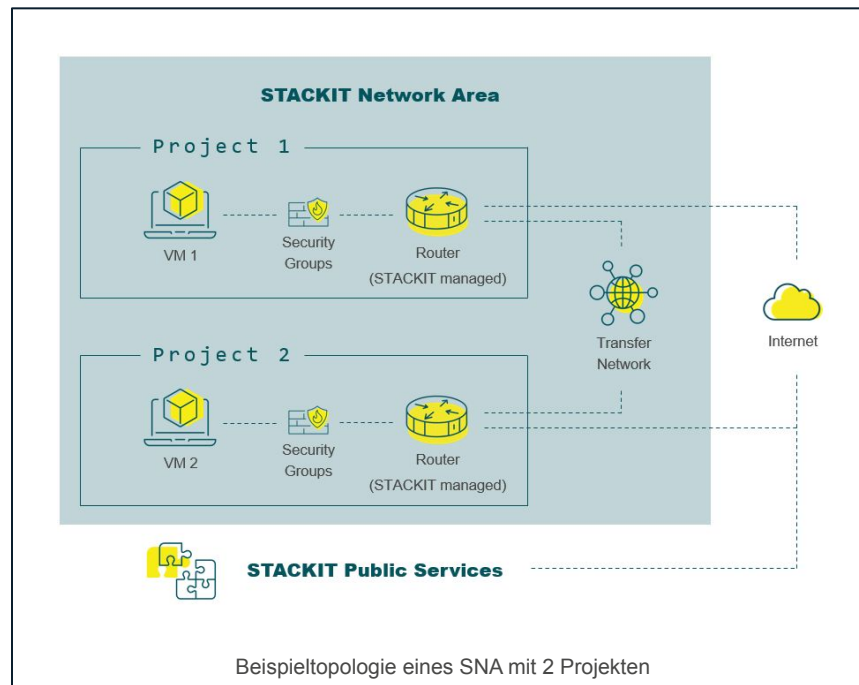 STACKIT Network Area
Project 1
VM 1
Security
Groups
Router
(STACKIT managed)
Transfer
Network
Internet
Project 2
VM 2
Security
Groups
Router
(STACKIT managed)
STACKIT Public Services
Beispieltopologie eines SNA mit 2 Projekten